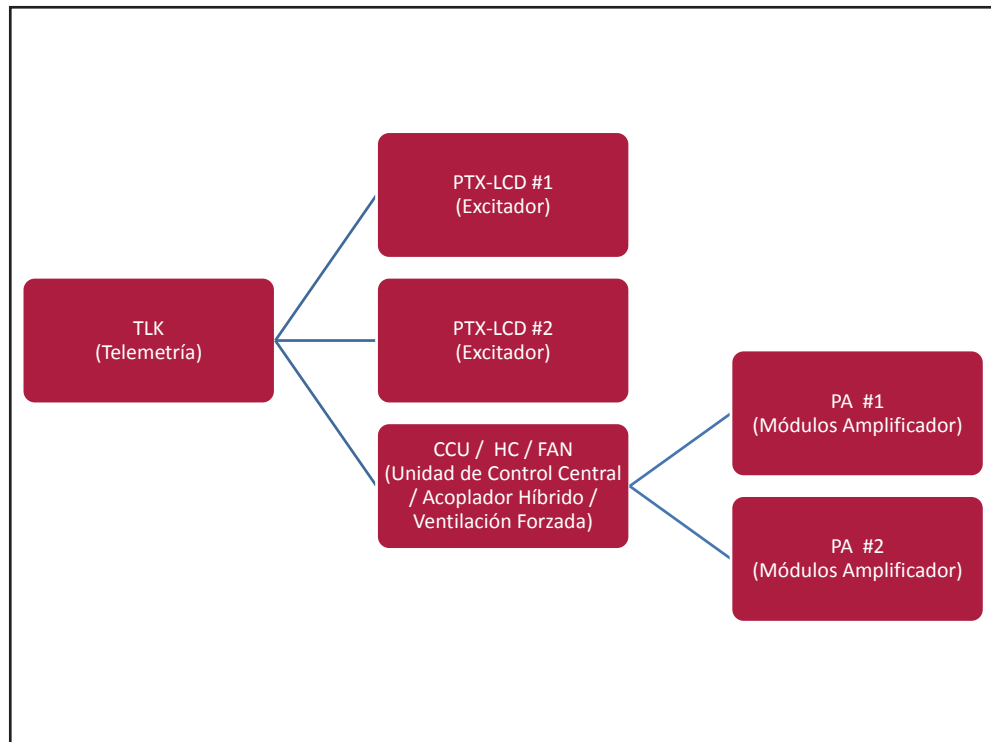 PTX-LCD #1
(Excitador)
TLK
(Telemetría)
PTX-LCD #2
(Excitador)
CCU / HC / FAN
(Unidad de Control Central
/ Acoplador Híbrido /
Ventilación Forzada)
PA #1
(Módulos Amplificador)
PA #2
(Módulos Amplificador)